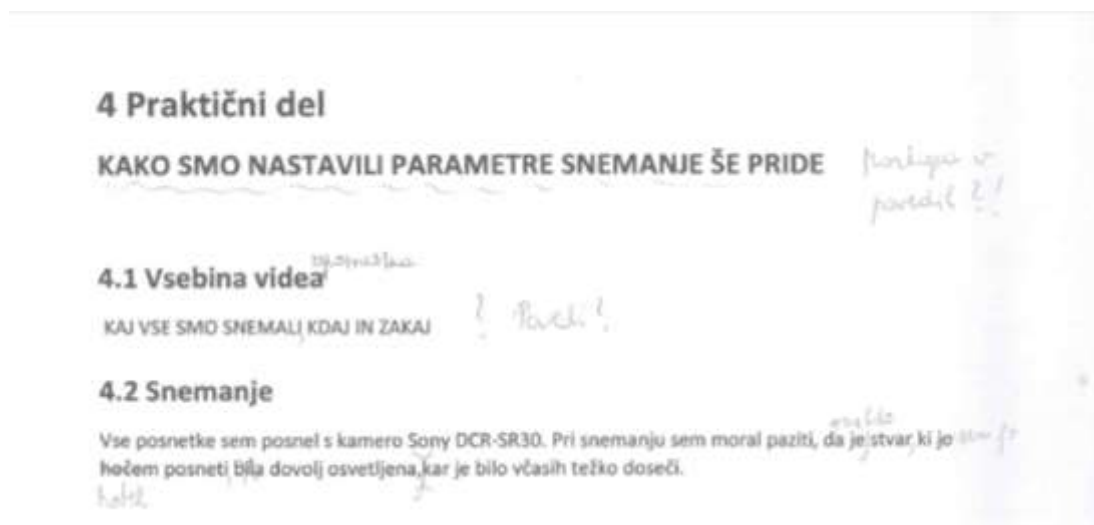 4 Praktični del
KAKO SMO NASTAVILI PARAMETRE SNEMANJE ŠE PRIDE
4.1 Vsebina videa
KAJ VSE SMO SNEMALI KDAJ IN ZAKAJ
4.2 Snemanje
Vse posnetke sem posnel s kamero Sony DCR-SR30. Pri snemanju sem moral paziti, da je stvar, ki jo
hočem posneti bila dovolj osvetljena, kar je bilo včasih težko doseči.
hotel